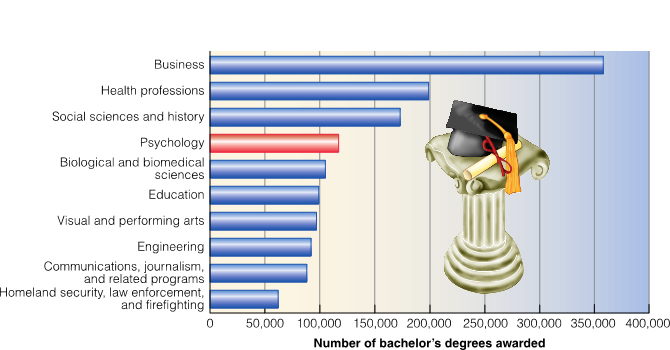 Business
Health professions
Social sciences and history
Psychology
Biological and biomedical
sciences
Education
Visual and performing arts
Engineering
Communications, journalism,
and related programs
Homeland security, law enforcement,
and firefighting
0 50,000 100,000 150,000 200,000 250,000 300,000 350,000 400,000
Number of bachelor's degrees awarded